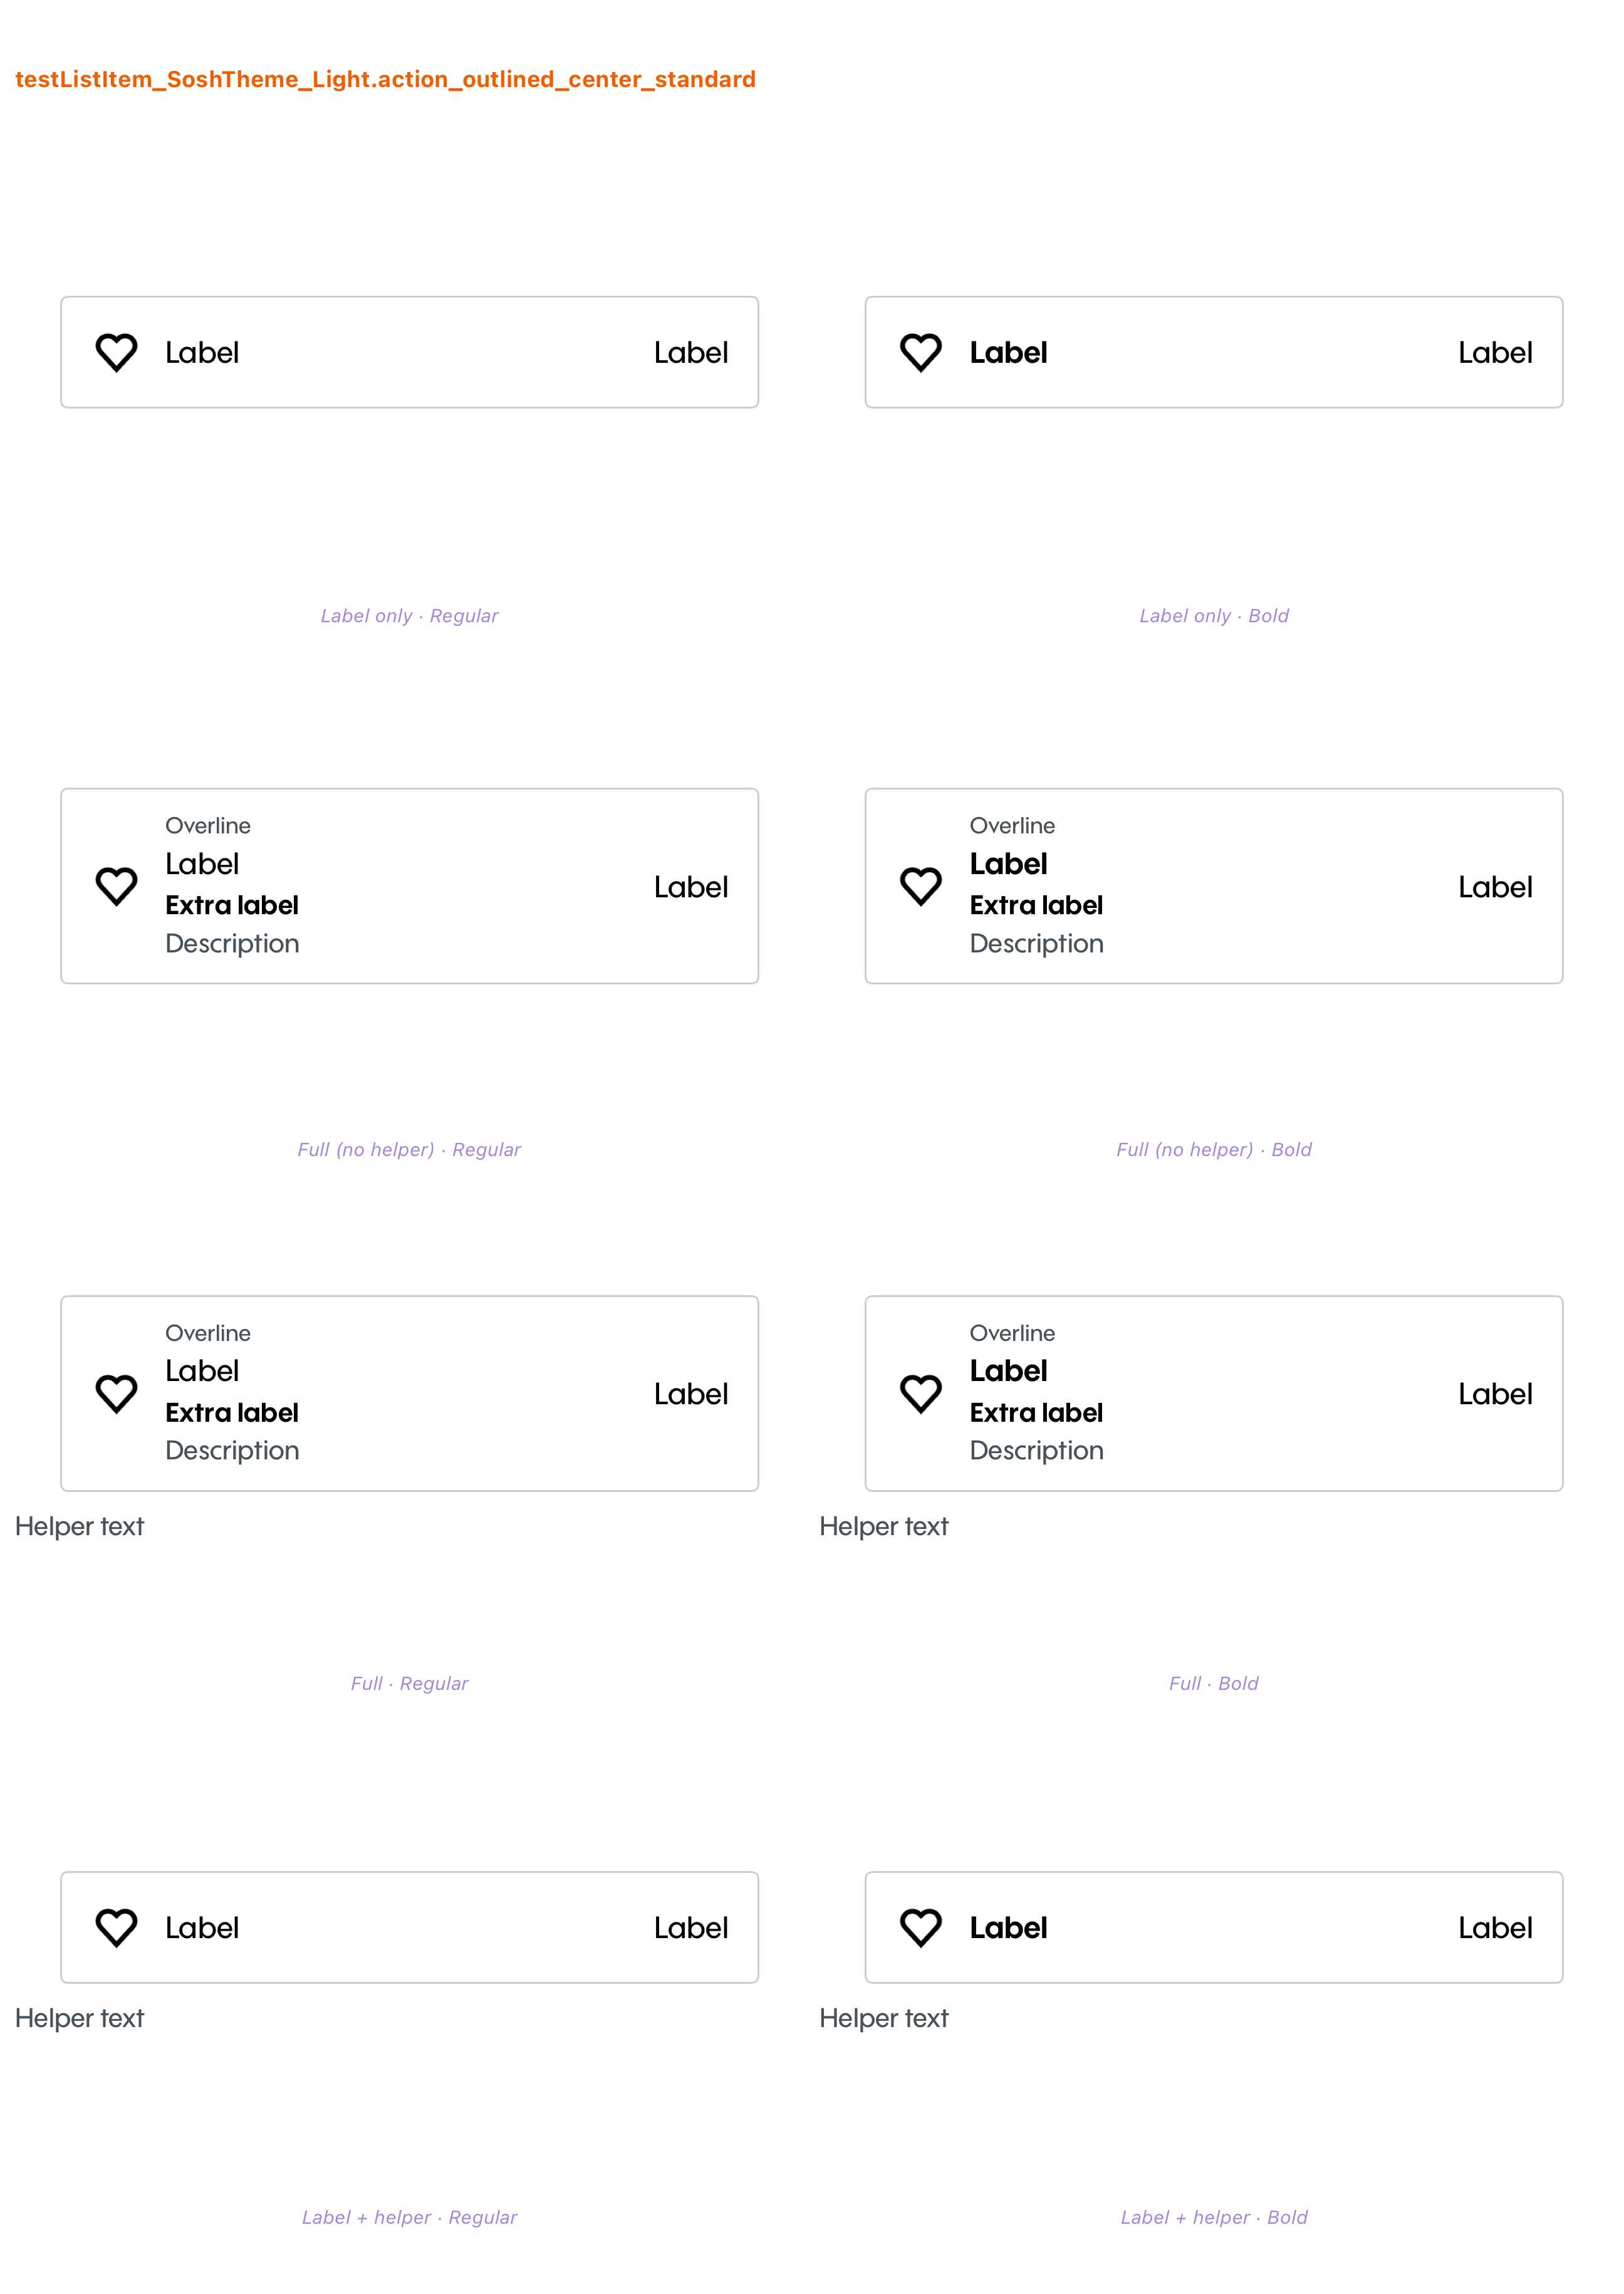 testListItem_SoshTheme_Light.action_outlined_center_standard
Label Label
Label Label
Label only · Regular
Label only · Bold
Overline
Label
Extra label
Description
Label
Overline
Label
Extra label
Description
Label
Full (no helper) · Regular
Full (no helper) · Bold
Overline
Label
Extra label
Description
Label
Helper text
Overline
Label
Extra label
Description
Label
Helper text
Full · Regular
Full · Bold
Label Label
Helper text
Label Label
Helper text
Label + helper · Regular
Label + helper · Bold